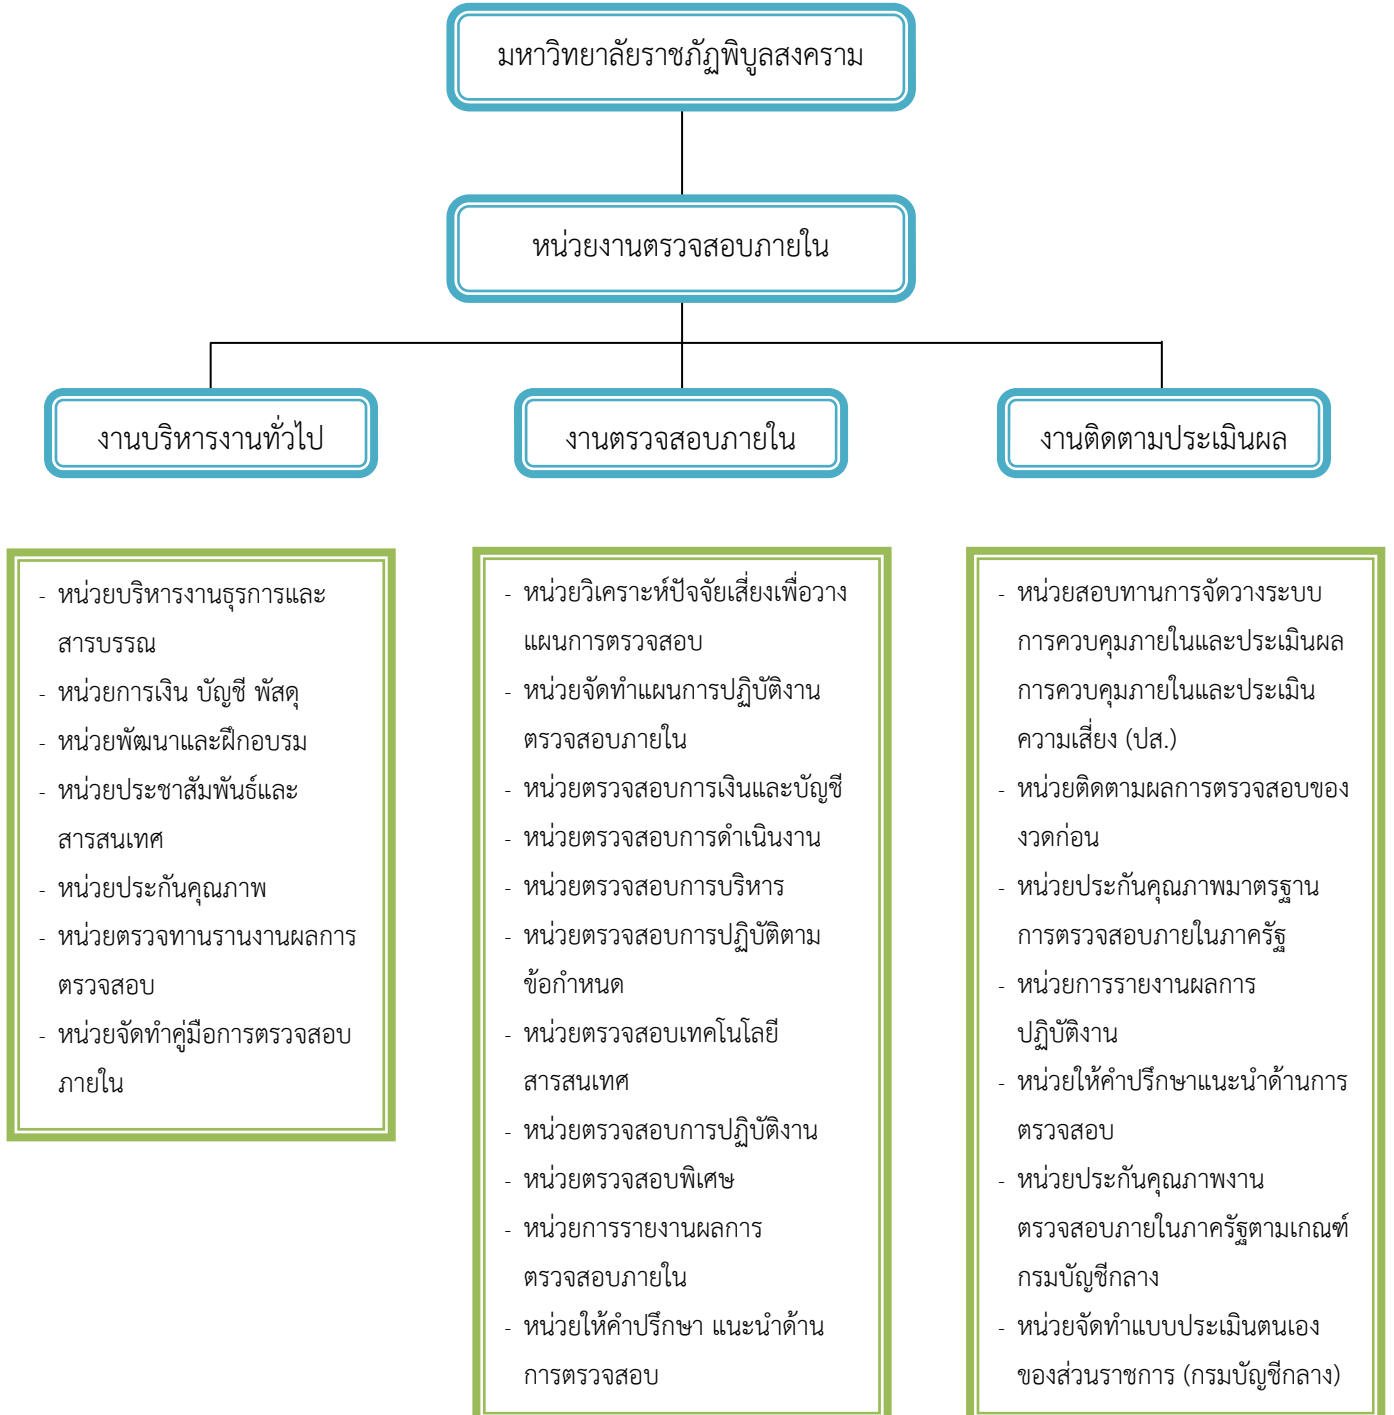 มหาวิทยาลัยราชภัฏพิบูลสงคราม
หน่วยงานตรวจสอบภายใน
งานบริหารงานทั่วไป
งานตรวจสอบภายใน
งานติดตามประเมินผล
- หน่วยบริหารงานธุรการและ
สารบรรณ
- หน่วยการเงิน บัญชี พัสดุ
- หน่วยพัฒนาและฝึกอบรม
- หน่วยประชาสัมพันธ์และ
สารสนเทศ
- หน่วยประกันคุณภาพ
- หน่วยตรวจทานรานงานผลการ
ตรวจสอบ
- หน่วยจัดทำคู่มือการตรวจสอบ
ภายใน
- หน่วยวิเคราะห์ปัจจัยเสี่ยงเพื่อวาง
แผนการตรวจสอบ
- หน่วยจัดทำแผนการปฏิบัติงาน
ตรวจสอบภายใน
- หน่วยตรวจสอบการเงินและบัญชี
- หน่วยตรวจสอบการดำเนินงาน
- หน่วยตรวจสอบการบริหาร
- หน่วยตรวจสอบการปฏิบัติตาม
ข้อกำหนด
- หน่วยตรวจสอบเทคโนโลยี
สารสนเทศ
- หน่วยตรวจสอบการปฏิบัติงาน
- หน่วยตรวจสอบพิเศษ
- หน่วยการรายงานผลการ
ตรวจสอบภายใน
- หน่วยให้คำปรึกษา แนะนำด้าน
การตรวจสอบ
- หน่วยสอบทานการจัดวางระบบ
การควบคุมภายในและประเมินผล
การควบคุมภายในและประเมิน
ความเสี่ยง (ปส.)
- หน่วยติดตามผลการตรวจสอบของ
งวดก่อน
- หน่วยประกันคุณภาพมาตรฐาน
การตรวจสอบภายในภาครัฐ
- หน่วยการรายงานผลการ
ปฏิบัติงาน
- หน่วยให้คำปรึกษาแนะนำด้านการ
ตรวจสอบ
- หน่วยประกันคุณภาพงาน
ตรวจสอบภายในภาครัฐตามเกณฑ์
กรมบัญชีกลาง
- หน่วยจัดทำแบบประเมินตนเอง
ของส่วนราชการ (กรมบัญชีกลาง)